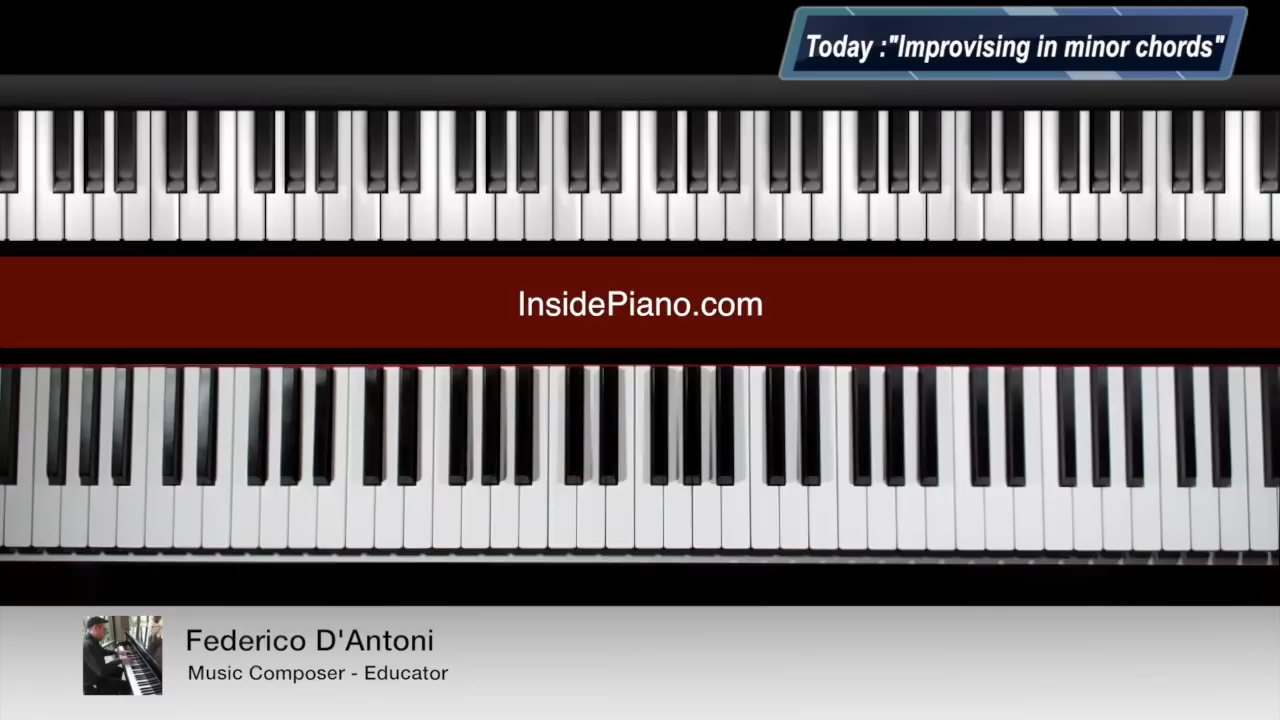 Today :"Improvising in minor chords"
InsidePiano.com
Federico D'Antoni
Music Composer - Educator